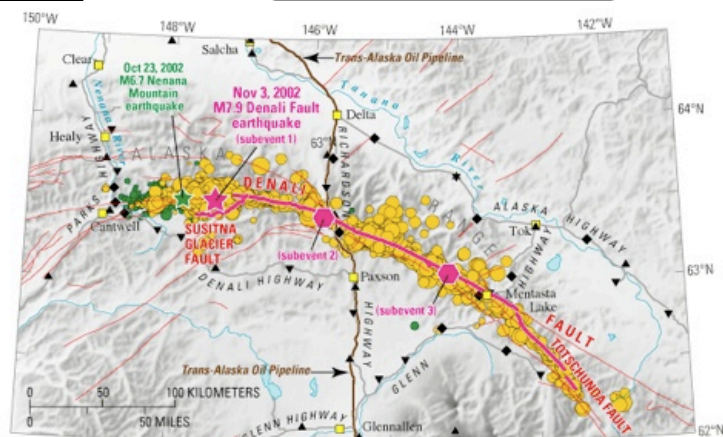 150°W
148°W
146°W
144°W
142°W
Clear
Salcha
Trans-Alaska Oil Pipeline
Oct 23, 2002
M6.7 Nenana
Mountain
earthquake
Nov 3, 2002
M7.9 Denali Fault
earthquake
(subevent 1)
Nenana River
Tanana
River
64°N
Delta
Healy
63°N
ALASKA
RANGE
HIGHWAY
PARKS
RICHARDSON
DENALI
Cantwell
SUSITNA
GLACIER
FAULT
(subevent 2)
ALASKA HIGHWAY
Tok
HIGHWAY
63°N
DENALI HIGHWAY
Paxson
(subevent 3)
Mentasta
Lake
FAULT
HIGHWAY
TOTSCHUNDA FAULT
Trans-Alaska Oil Pipeline
GLENN
0 100 KILOMETERS
0 50 MILES
GLENN HIGHWAY
Glennallen
62°N